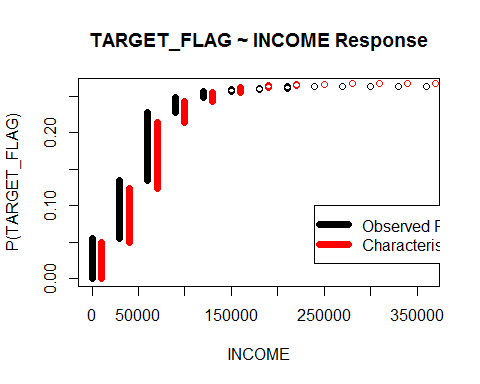 TARGET_FLAG ~ INCOME Response
P(TARGET_FLAG)
0.20
0.10
0.00
Observed P
Characteris
0
50000
150000
250000
350000
INCOME